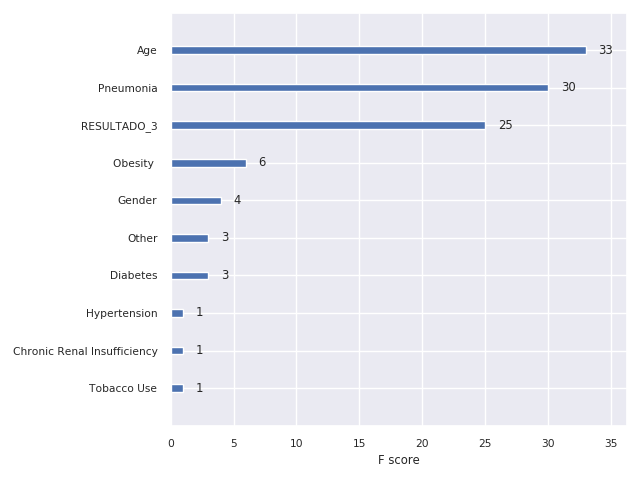 Age 33
Pneumonia 30
RESULTADO_3 25
Obesity 6
Gender 4
Other 3
Diabetes 3
Hypertension 1
Chronic Renal Insufficiency 1
Tobacco Use 1
0 5 10 15 20 25 30 35
F score